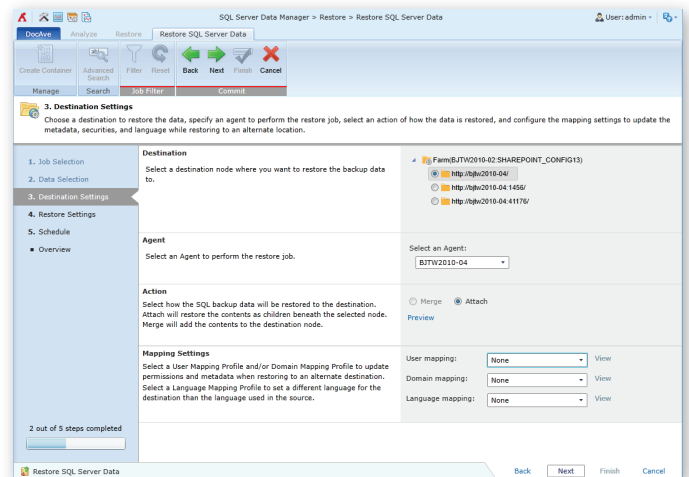 SQL Server Data Manager > Restore > Restore SQL Server Data
User: admin
DocAve
Analyze
Restore
Restore SQL Server Data
Create Container
Advanced
Search
Filter
Reset
Back
Next
Finish
Cancel
Manage
Search
Job Filter
Commit
3. Destination Settings
Choose a destination to restore the data, specify an agent to perform the restore job, select an action of how the data is restored, and configure the mapping settings to update the
metadata, securities, and language while restoring to an alternate location.
1. Job Selection
2. Data Selection
3. Destination Settings
4. Restore Settings
5. Schedule
Overview
2 out of 5 steps completed
Destination
Select a destination node where you want to restore the backup data
to.
Farm(BJTW2010-02:SHAREPOINT_CONFIG13)
http://bjtw2010-04/
http://bjtw2010-04:1456/
http://bjtw2010-04:41176/
Agent
Select an Agent to perform the restore job.
Select an Agent:
BJTW2010-04
Action
Select how the SQL backup data will be restored to the destination.
Attach will restore the contents as children beneath the selected node.
Merge will add the contents to the destination node.
Merge
Attach
Preview
Mapping Settings
Select a User Mapping Profile and/or Domain Mapping Profile to update
permissions and metadata when restoring to an alternate destination.
Select a Language Mapping Profile to set a different language for the
destination than the language used in the source.
User mapping: None View
Domain mapping: None View
Language mapping: None View
Restore SQL Server Data
Back
Next
Finish
Cancel